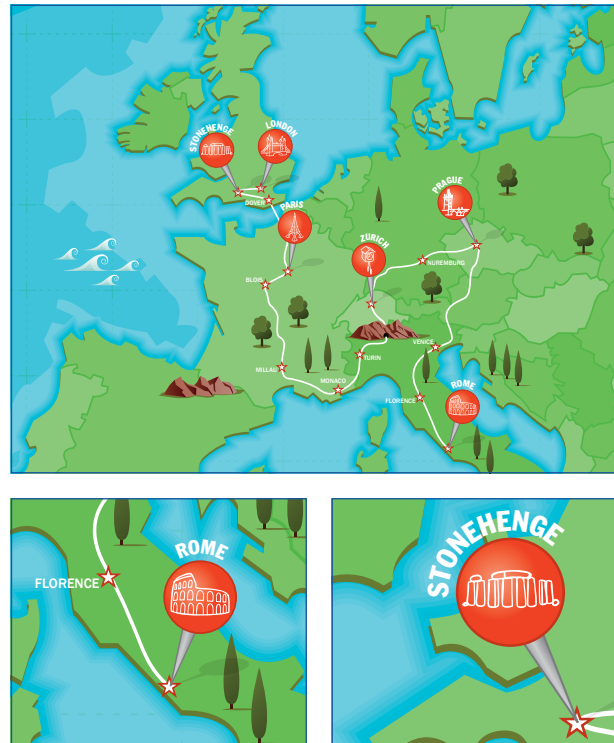 STONEHENGE
LONDON
DOVER
PARIS
PRAGUE
ZURICH
NUREMBURG
BLOIS
VENICE
TURIN
MILLAU
MONACO
ROME
FLORENCE
ROME
FLORENCE
STONEHENGE